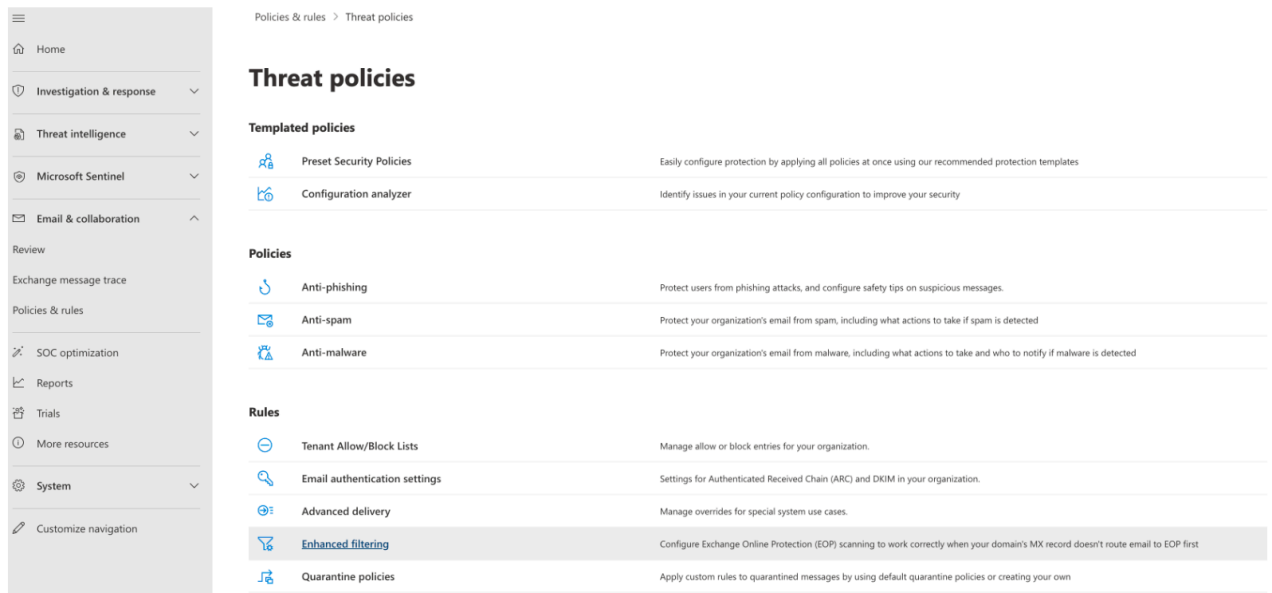 Home
Investigation & response
Threat intelligence
Microsoft Sentinel
Email & collaboration
Review
Exchange message trace
Policies & rules
SOC optimization
Reports
Trials
More resources
System
Customize navigation
Policies & rules > Threat policies
Threat policies
Templated policies
Preset Security Policies Easily configure protection by applying all policies at once using our recommended protection templates
Configuration analyzer Identify issues in your current policy configuration to improve your security
Policies
Anti-phishing Protect users from phishing attacks, and configure safety tips on suspicious messages.
Anti-spam Protect your organization's email from spam, including what actions to take if spam is detected
Anti-malware Protect your organization's email from malware, including what actions to take and who to notify if malware is detected
Rules
Tenant Allow/Block Lists Manage allow or block entries for your organization.
Email authentication settings Settings for Authenticated Received Chain (ARC) and DKIM in your organization.
Advanced delivery Manage overrides for special system use cases.
Enhanced filtering Configure Exchange Online Protection (EOP) scanning to work correctly when your domain's MX record doesn't route email to EOP first
Quarantine policies Apply custom rules to quarantined messages by using default quarantine policies or creating your own